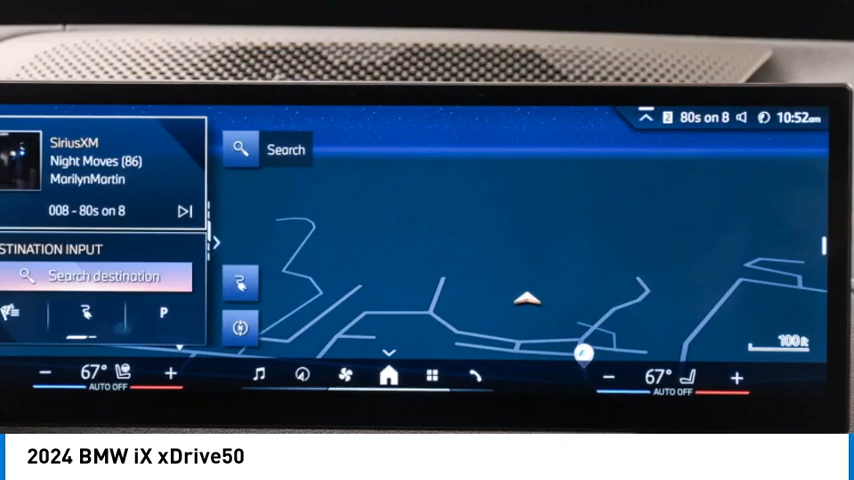 2 80s on 8 10:52am
SiriusXM
Night Moves (86)
MarilynMartin
008 - 80s on 8
Search
STINATION INPUT
Search destination
P
100ft
− 67° +
AUTO OFF
− 67° +
AUTO OFF
2024 BMW iX xDrive50